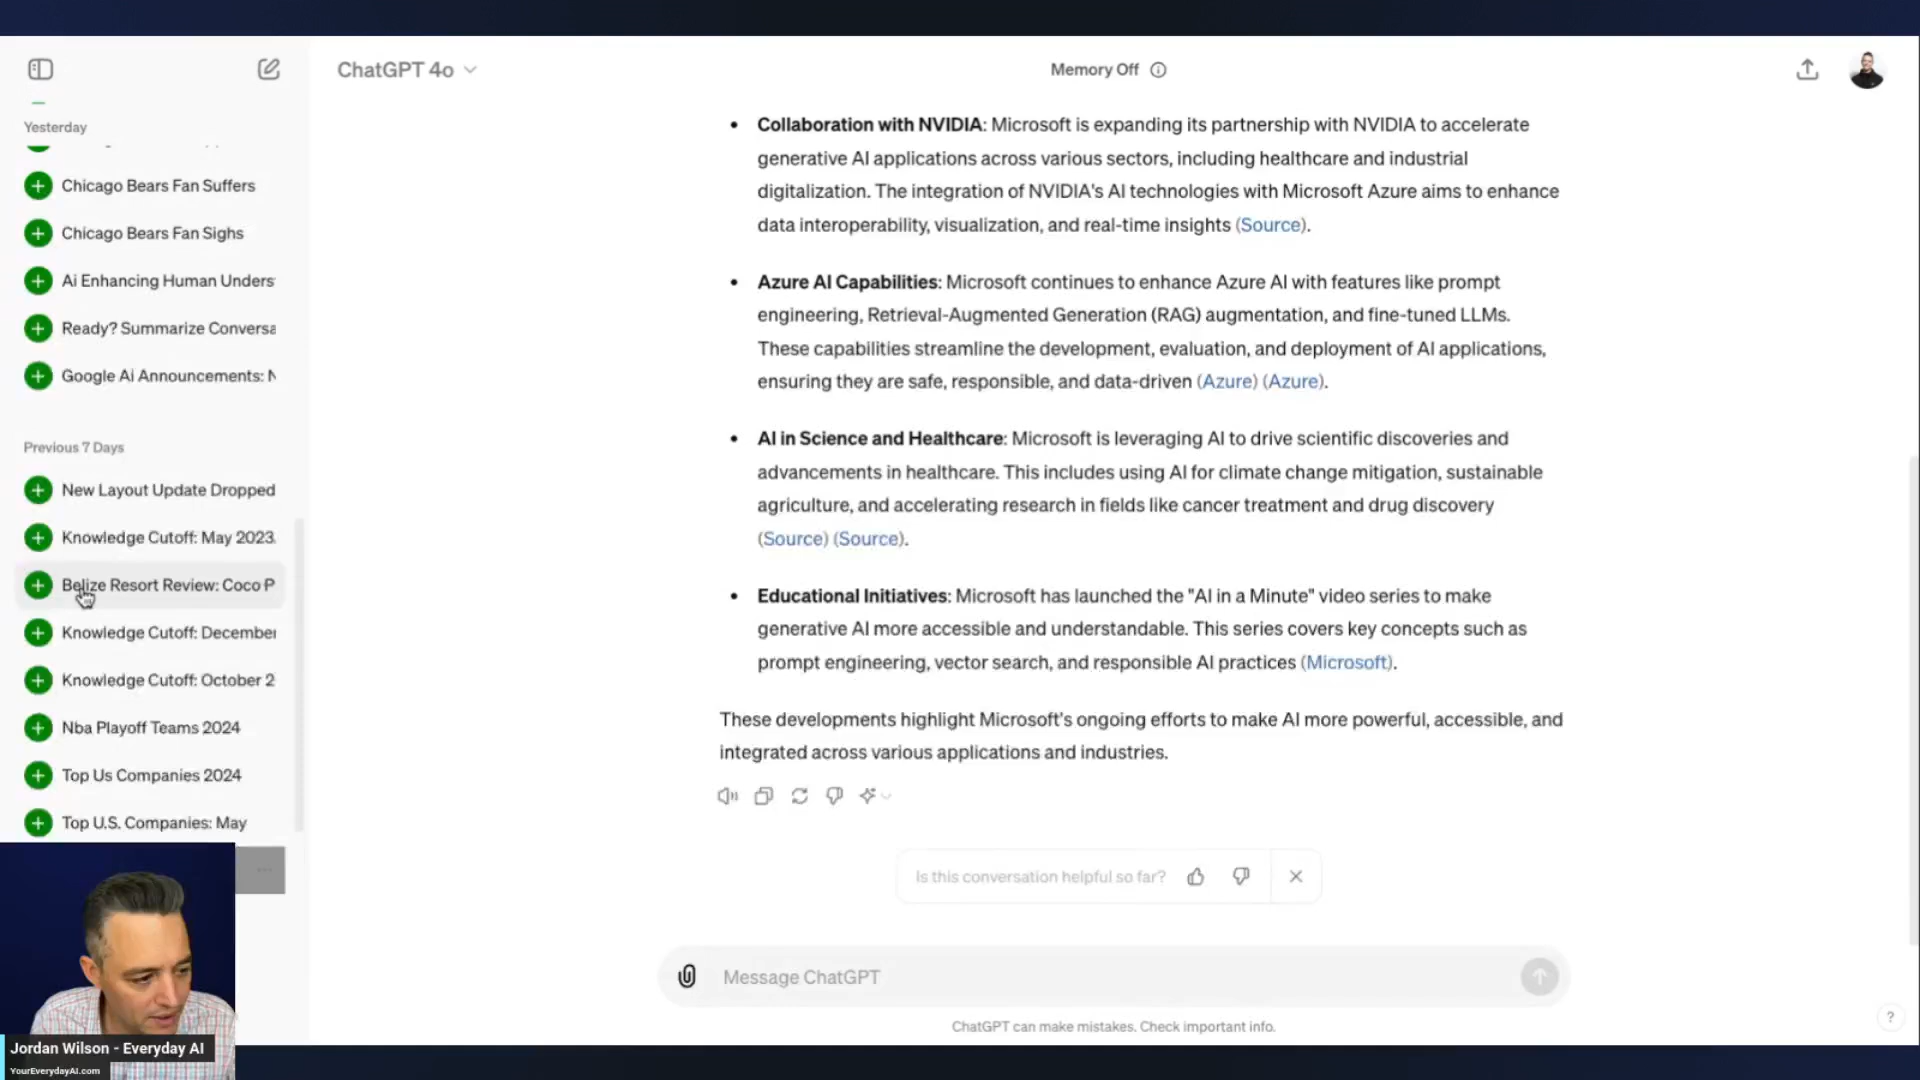 ChatGPT 4o
Memory Off
Yesterday
Chicago Bears Fan Suffers
Chicago Bears Fan Sighs
Ai Enhancing Human Unders
Ready? Summarize Conversa
Google Ai Announcements: N
Previous 7 Days
New Layout Update Dropped
Knowledge Cutoff: May 2023.
Belize Resort Review: Coco P
Knowledge Cutoff: December
Knowledge Cutoff: October 2
Nba Playoff Teams 2024
Top Us Companies 2024
Top U.S. Companies: May
• Collaboration with NVIDIA: Microsoft is expanding its partnership with NVIDIA to accelerate
generative AI applications across various sectors, including healthcare and industrial
digitalization. The integration of NVIDIA's AI technologies with Microsoft Azure aims to enhance
data interoperability, visualization, and real-time insights (Source).
• Azure AI Capabilities: Microsoft continues to enhance Azure AI with features like prompt
engineering, Retrieval-Augmented Generation (RAG) augmentation, and fine-tuned LLMs.
These capabilities streamline the development, evaluation, and deployment of AI applications,
ensuring they are safe, responsible, and data-driven (Azure) (Azure).
• AI in Science and Healthcare: Microsoft is leveraging AI to drive scientific discoveries and
advancements in healthcare. This includes using AI for climate change mitigation, sustainable
agriculture, and accelerating research in fields like cancer treatment and drug discovery
(Source) (Source).
• Educational Initiatives: Microsoft has launched the "AI in a Minute" video series to make
generative AI more accessible and understandable. This series covers key concepts such as
prompt engineering, vector search, and responsible AI practices (Microsoft).
These developments highlight Microsoft's ongoing efforts to make AI more powerful, accessible, and
integrated across various applications and industries.
Is this conversation helpful so far?
Message ChatGPT
ChatGPT can make mistakes. Check important info.
?
Jordan Wilson - Everyday AI
YourEverydayAI.com